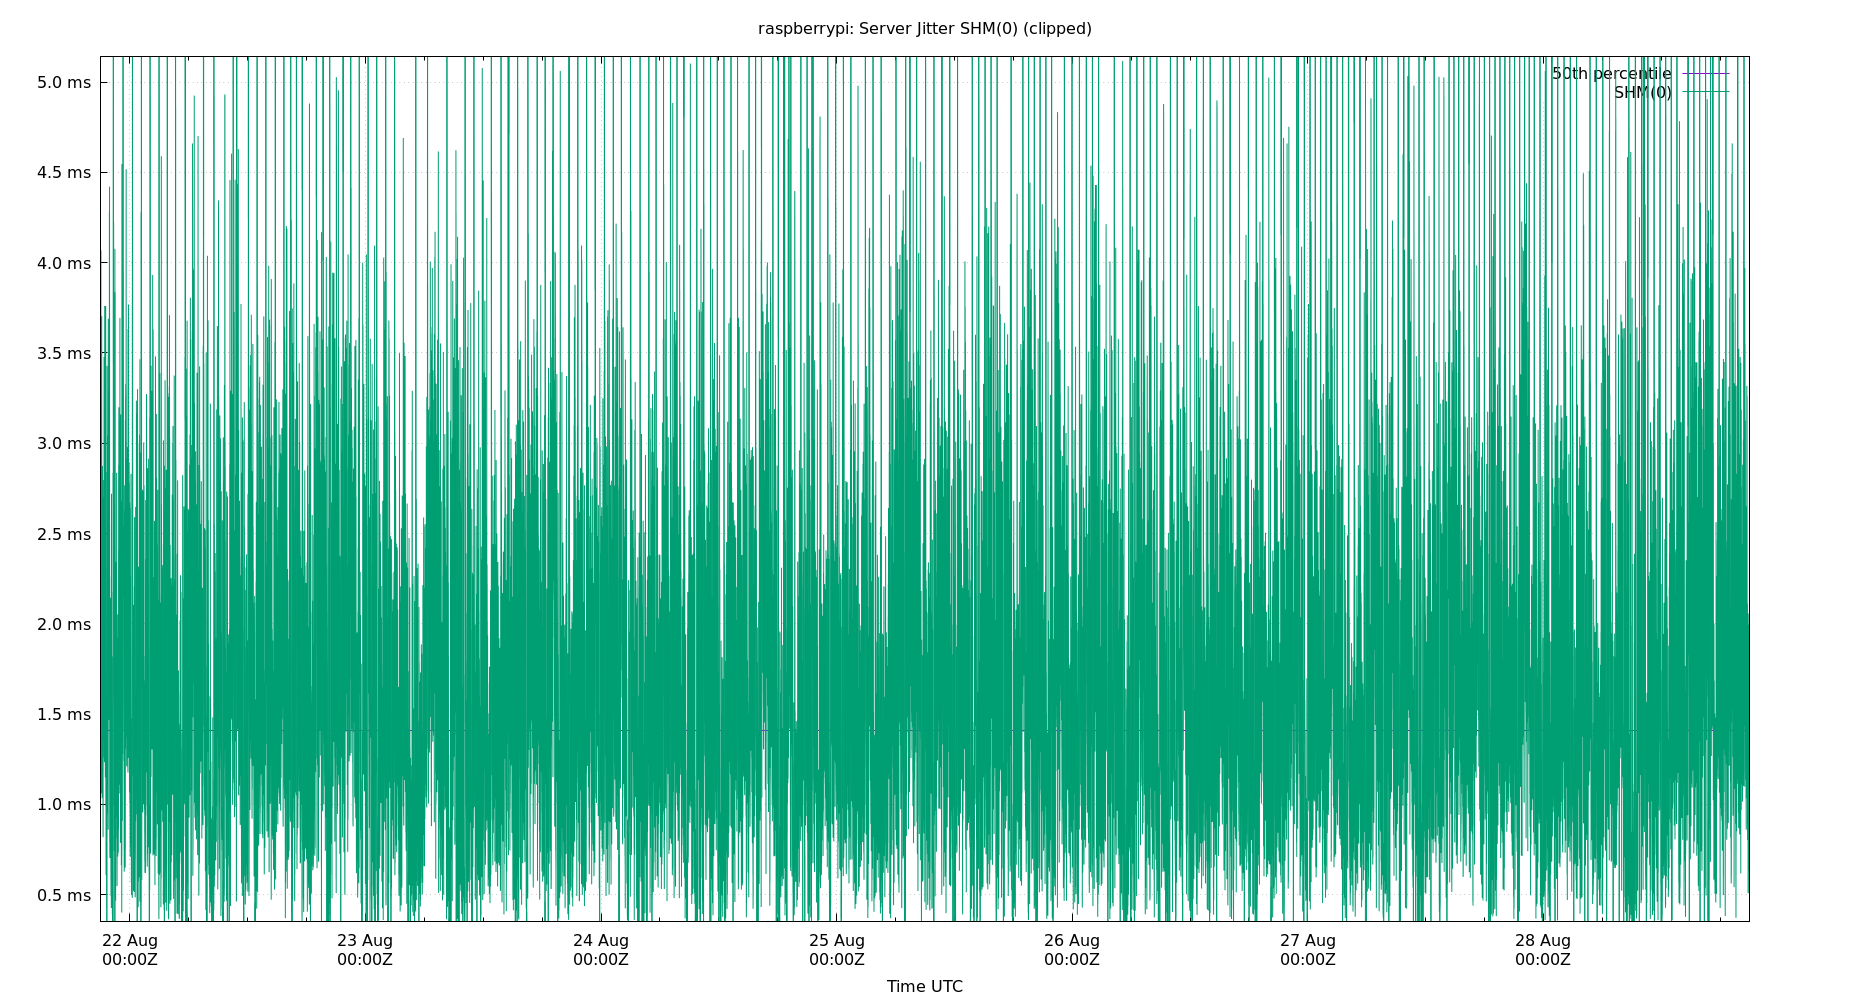 raspberrypi: Server Jitter SHM(0) (clipped)
50th percentile
SHM(0)
5.0 ms
4.5 ms
4.0 ms
3.5 ms
3.0 ms
2.5 ms
2.0 ms
1.5 ms
1.0 ms
0.5 ms
22 Aug 23 Aug 24 Aug 25 Aug 26 Aug 27 Aug 28 Aug
00:00Z 00:00Z 00:00Z 00:00Z 00:00Z 00:00Z 00:00Z
Time UTC